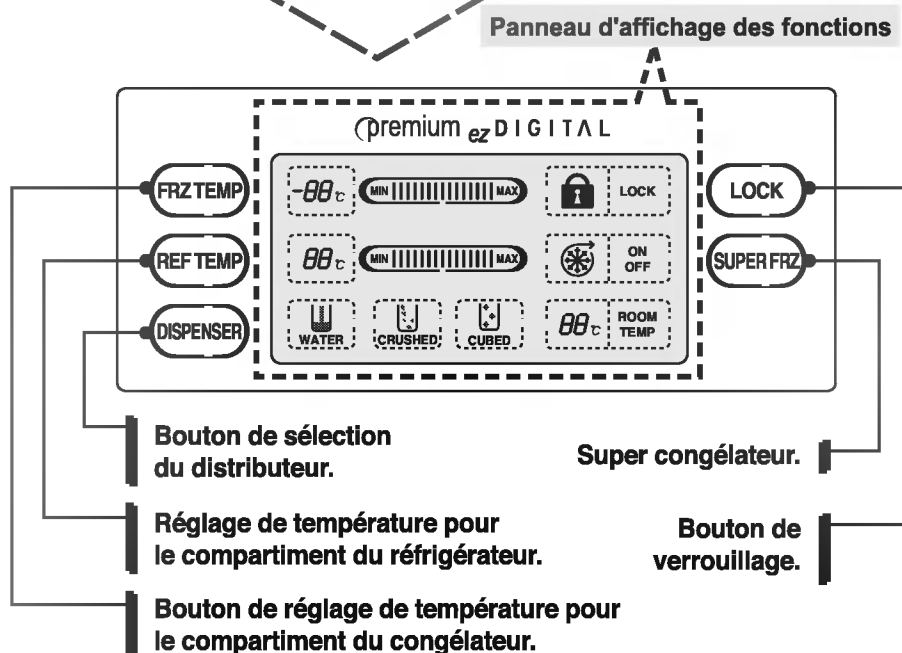 Panneau d'affichage des fonctions
premium ez DIGITAL
FRZ TEMP
-88 °C
MIN MAX
LOCK
LOCK
REF TEMP
88 °C
MIN MAX
ON
OFF
SUPER FRZ
DISPENSER
WATER
CRUSHED
CUBED
88 °C
ROOM
TEMP
Bouton de sélection
du distributeur.
Super congélateur.
Réglage de température pour
le compartiment du réfrigérateur.
Bouton de
verrouillage.
Bouton de réglage de température pour
le compartiment du congélateur.